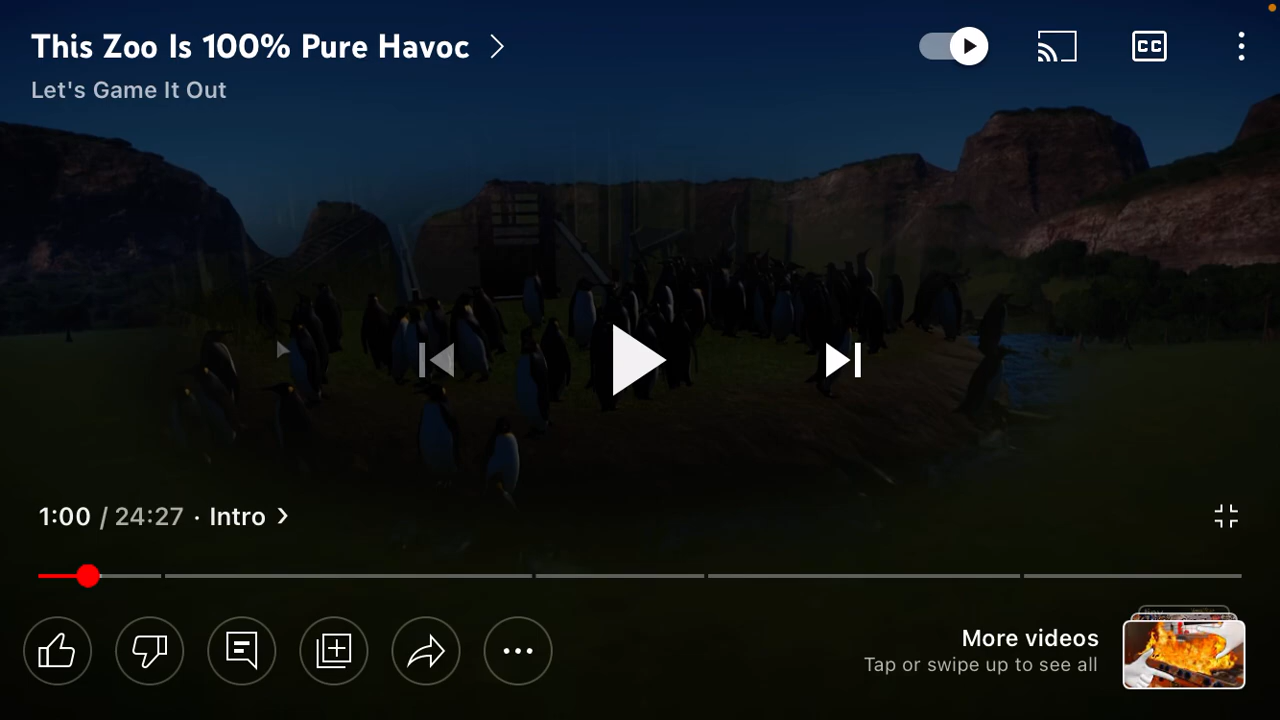 This Zoo Is 100% Pure Havoc
Let's Game It Out
CC
1:00 / 24:27 · Intro
More videos
Tap or swipe up to see all